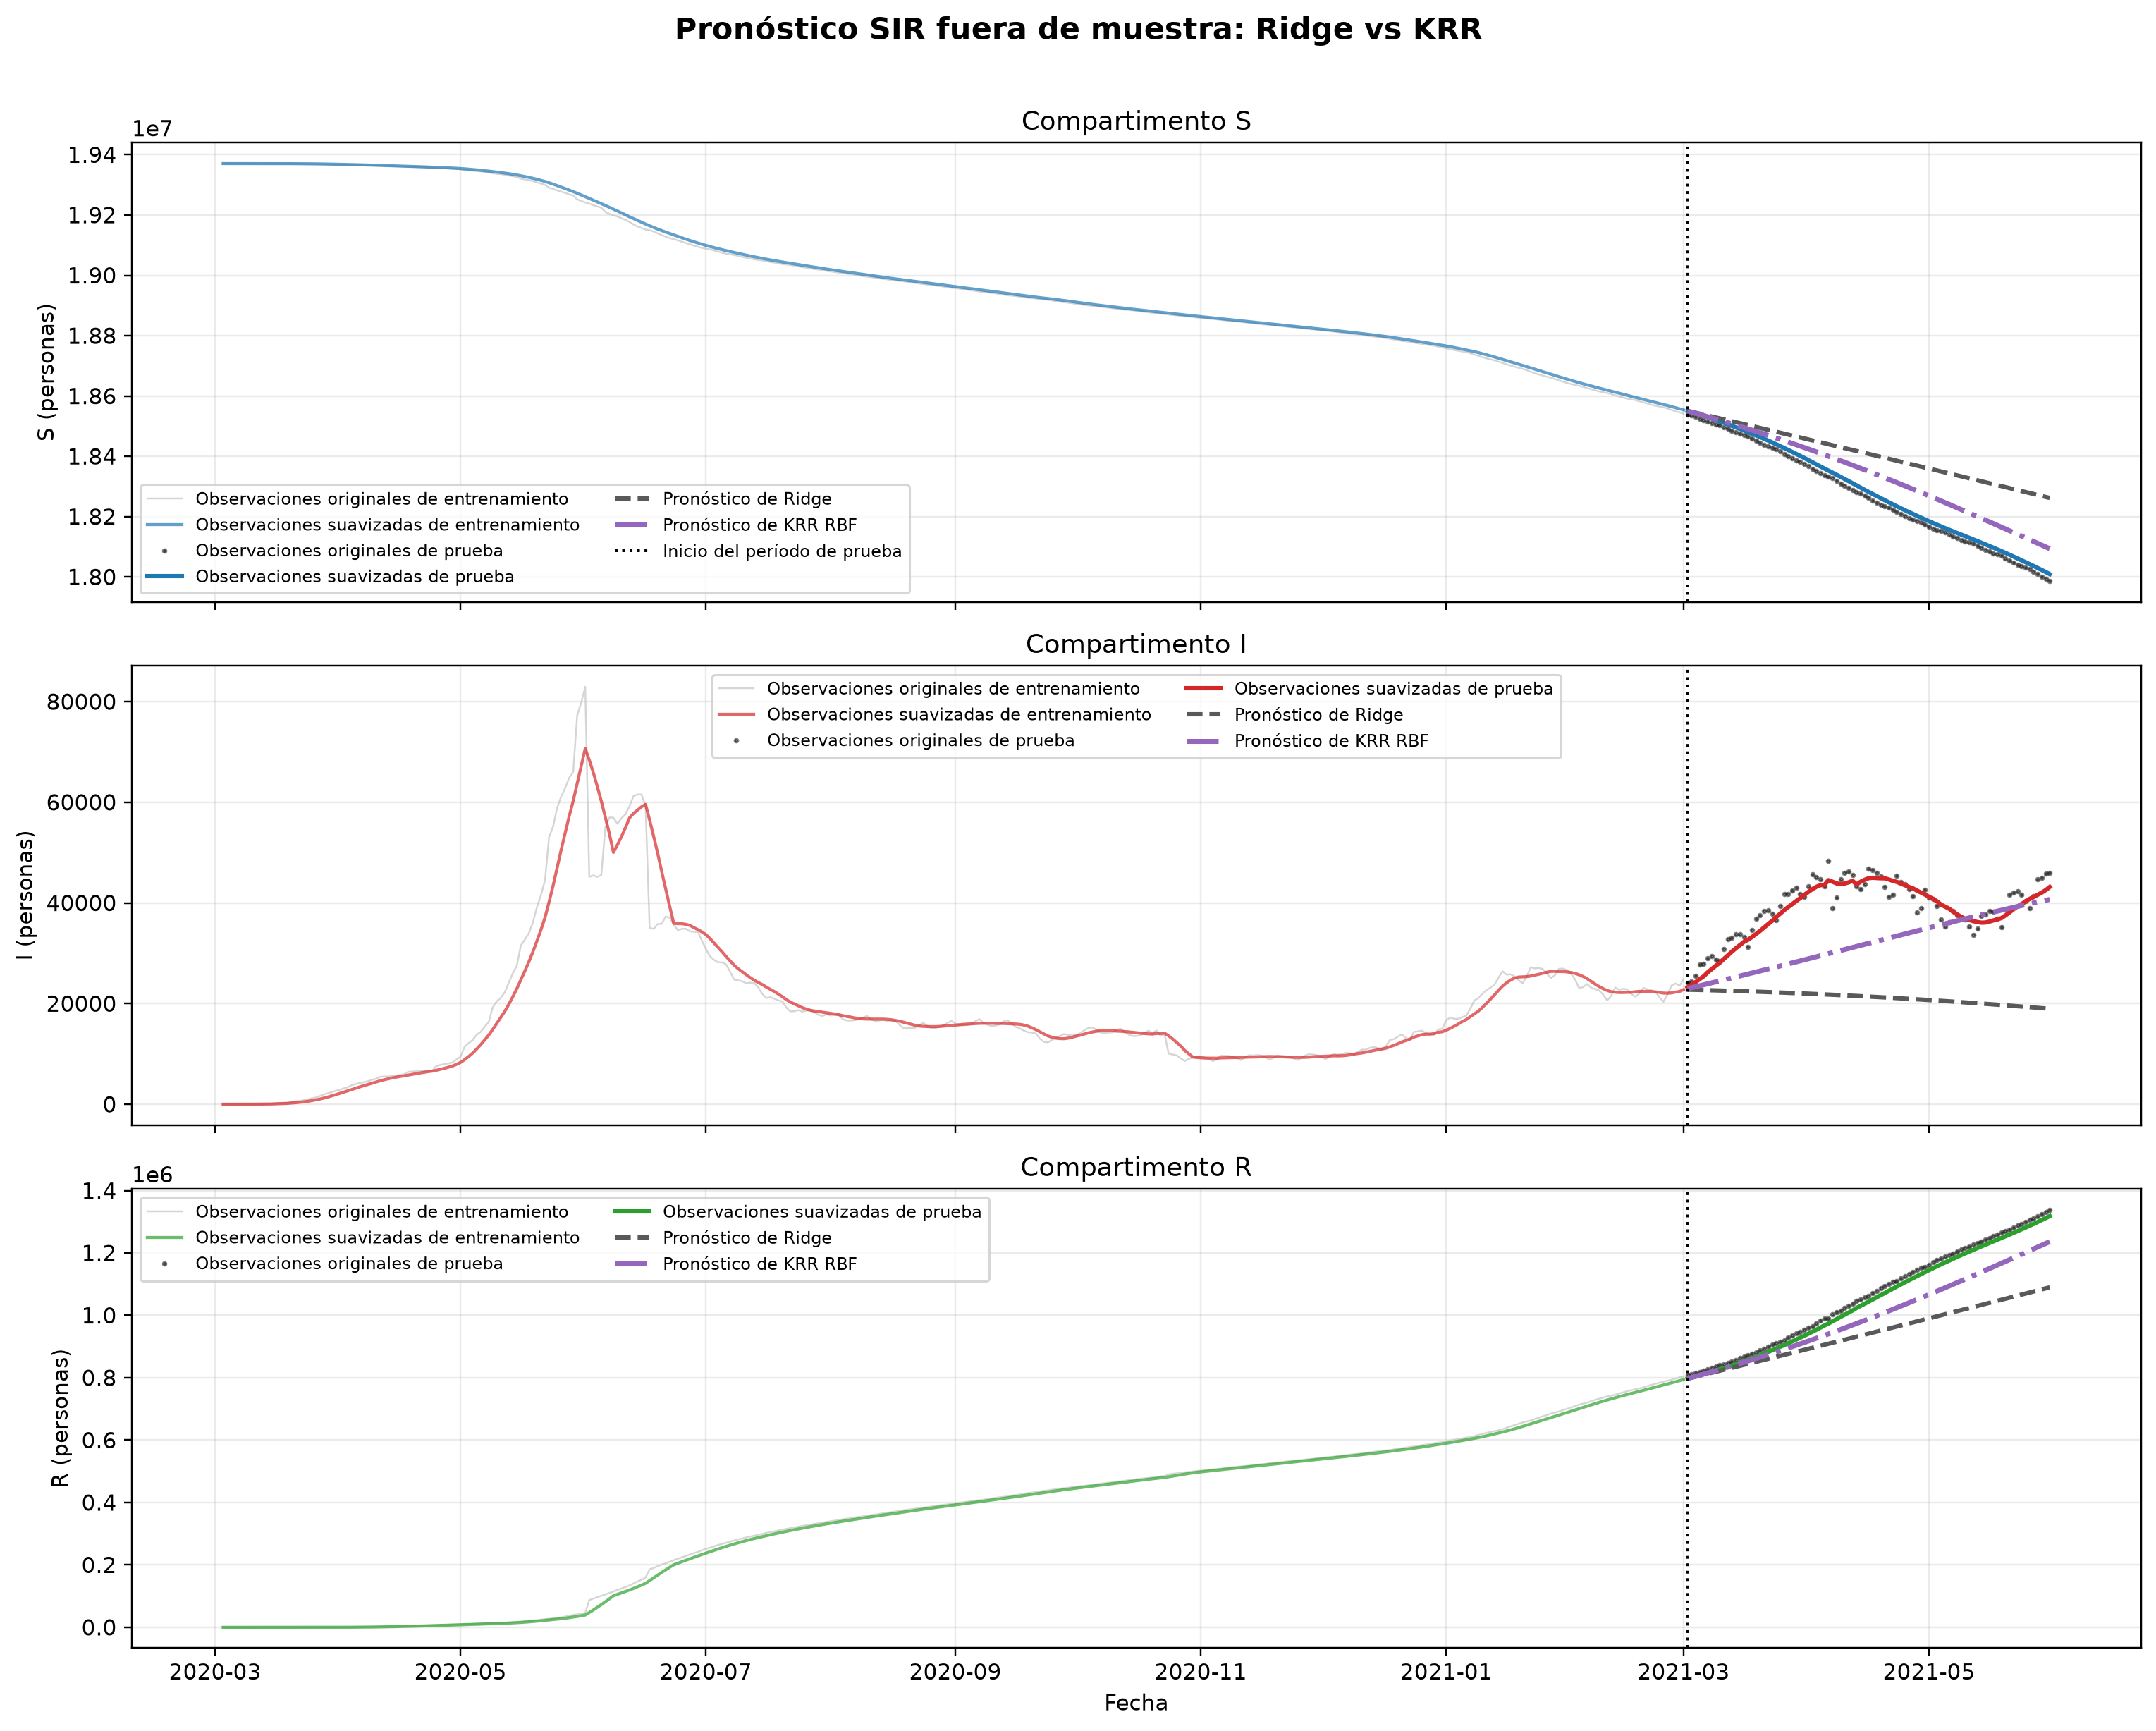 Pronóstico SIR fuera de muestra: Ridge vs KRR
Compartimento S
1e7
1.94
1.92
1.90
1.88
1.86
1.84
1.82
1.80
S (personas)
Observaciones originales de entrenamiento
Observaciones suavizadas de entrenamiento
Observaciones originales de prueba
Observaciones suavizadas de prueba
Pronóstico de Ridge
Pronóstico de KRR RBF
Inicio del período de prueba
Compartimento I
80000
60000
40000
20000
0
I (personas)
Observaciones originales de entrenamiento
Observaciones suavizadas de entrenamiento
Observaciones originales de prueba
Observaciones suavizadas de prueba
Pronóstico de Ridge
Pronóstico de KRR RBF
Compartimento R
1e6
1.4
1.2
1.0
0.8
0.6
0.4
0.2
0.0
R (personas)
Observaciones originales de entrenamiento
Observaciones suavizadas de entrenamiento
Observaciones originales de prueba
Observaciones suavizadas de prueba
Pronóstico de Ridge
Pronóstico de KRR RBF
2020-03 2020-05 2020-07 2020-09 2020-11 2021-01 2021-03 2021-05
Fecha